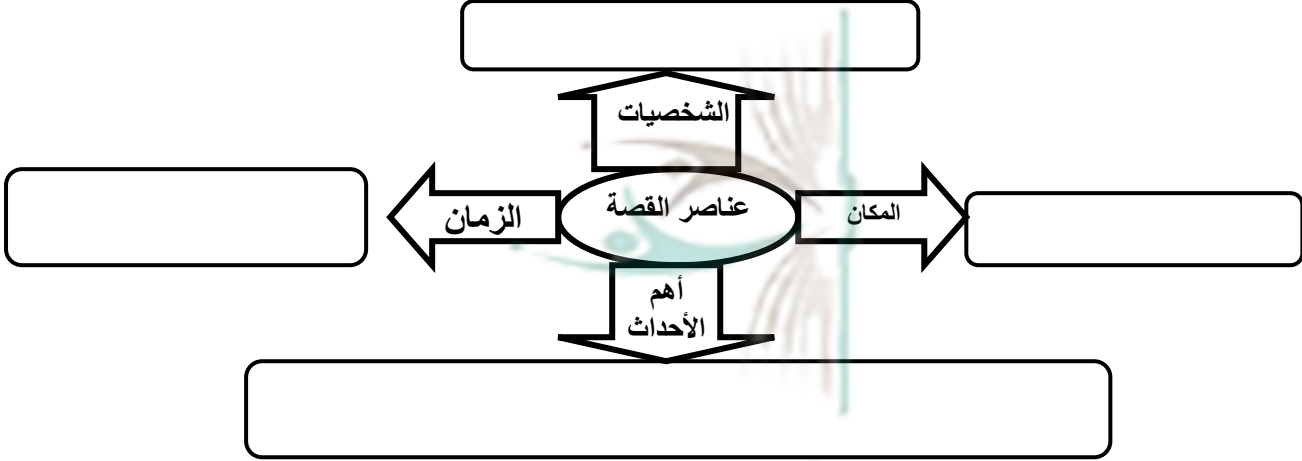 الشخصيات
المكان
عناصر القصة
الزمان
أهم
الأحداث